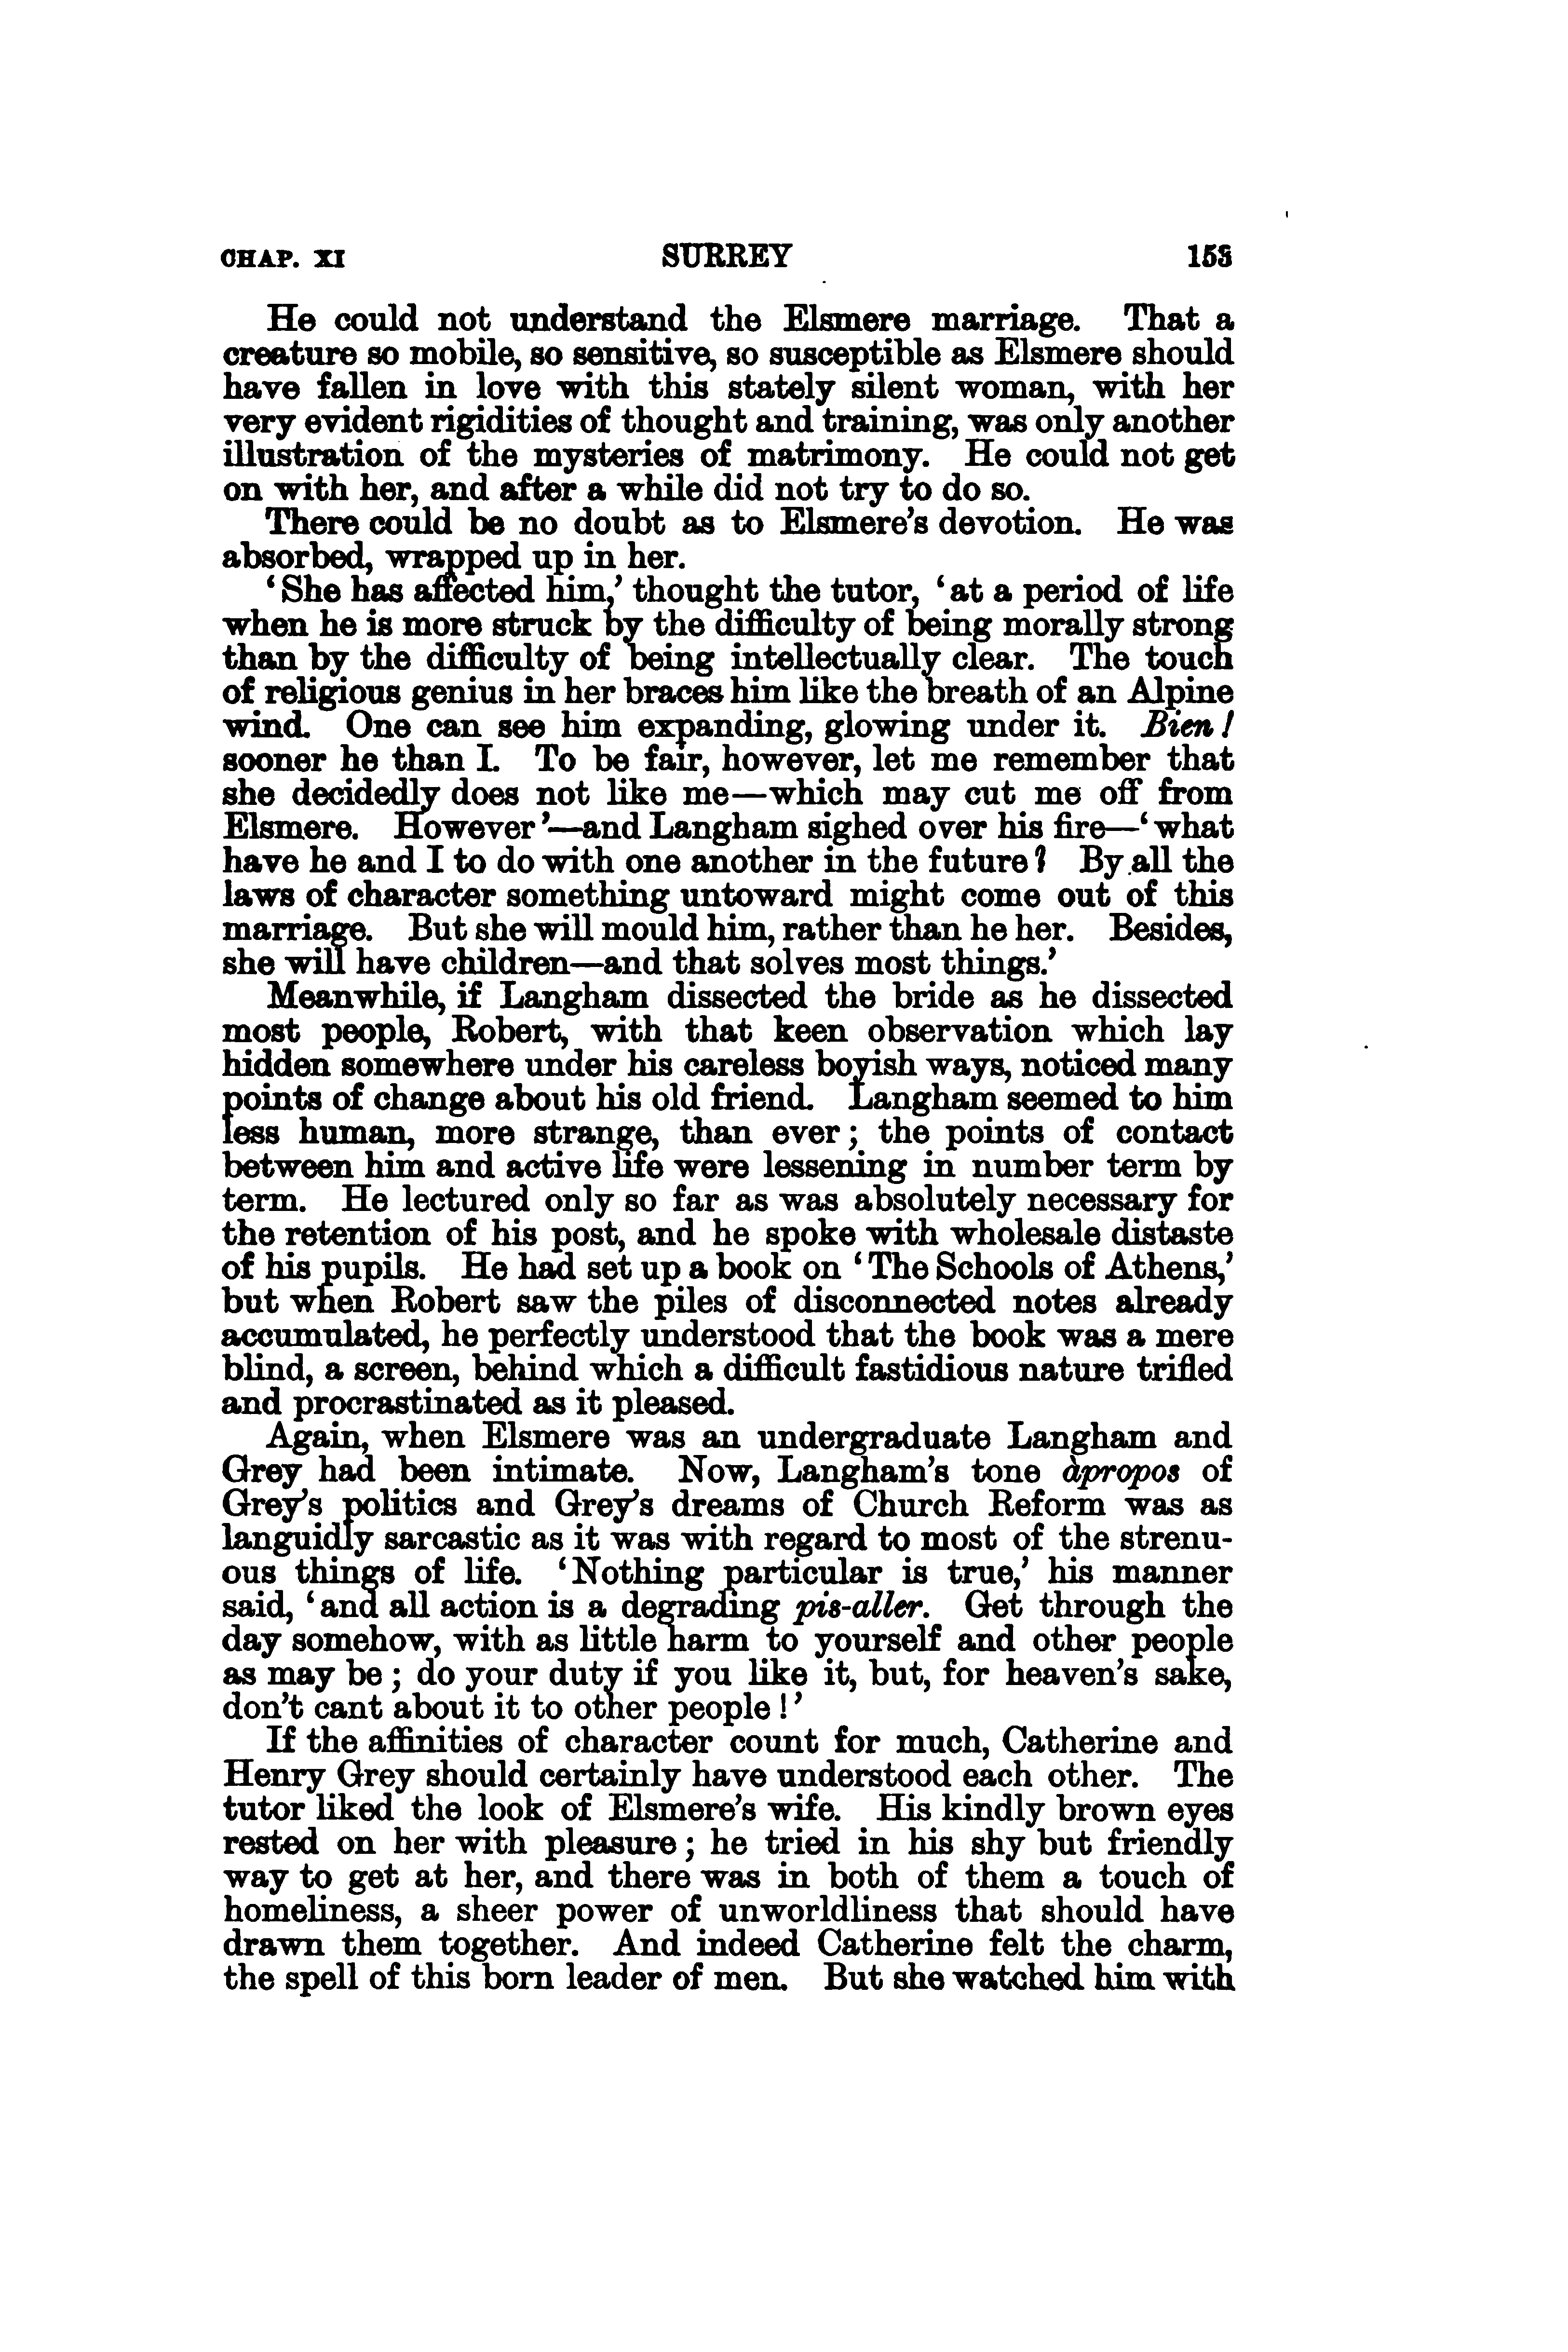 CHAP. XI SURREY 153
He could not understand the Elsmere marriage. That a
creature so mobile, so sensitive, so susceptible as Elsmere should
have fallen in love with this stately silent woman, with her
very evident rigidities of thought and training, was only another
illustration of the mysteries of matrimony. He could not get
on with her, and after a while did not try to do so.
There could be no doubt as to Elsmere's devotion. He was
absorbed, wrapped up in her.
‘She has affected him,’ thought the tutor, ‘at a period of life
when he is more struck by the difficulty of being morally strong
than by the difficulty of being intellectually clear. The touch
of religious genius in her braces him like the breath of an Alpine
wind. One can see him expanding, glowing under it. Bien!
sooner he than I. To be fair, however, let me remember that
she decidedly does not like me—which may cut me off from
Elsmere. However’—and Langham sighed over his fire—‘what
have he and I to do with one another in the future? By all the
laws of character something untoward might come out of this
marriage. But she will mould him, rather than he her. Besides,
she will have children—and that solves most things.’
Meanwhile, if Langham dissected the bride as he dissected
most people, Robert, with that keen observation which lay
hidden somewhere under his careless boyish ways, noticed many
points of change about his old friend. Langham seemed to him
less human, more strange, than ever; the points of contact
between him and active life were lessening in number term by
term. He lectured only so far as was absolutely necessary for
the retention of his post, and he spoke with wholesale distaste
of his pupils. He had set up a book on ‘The Schools of Athens,’
but when Robert saw the piles of disconnected notes already
accumulated, he perfectly understood that the book was a mere
blind, a screen, behind which a difficult fastidious nature trifled
and procrastinated as it pleased.
Again, when Elsmere was an undergraduate Langham and
Grey had been intimate. Now, Langham's tone àpropos of
Grey's politics and Grey's dreams of Church Reform was as
languidly sarcastic as it was with regard to most of the strenu-
ous things of life. ‘Nothing particular is true,’ his manner
said, ‘and all action is a degrading pis-aller. Get through the
day somehow, with as little harm to yourself and other people
as may be; do your duty if you like it, but, for heaven's sake,
don't cant about it to other people!’
If the affinities of character count for much, Catherine and
Henry Grey should certainly have understood each other. The
tutor liked the look of Elsmere's wife. His kindly brown eyes
rested on her with pleasure; he tried in his shy but friendly
way to get at her, and there was in both of them a touch of
homeliness, a sheer power of unworldliness that should have
drawn them together. And indeed Catherine felt the charm,
the spell of this born leader of men. But she watched him with